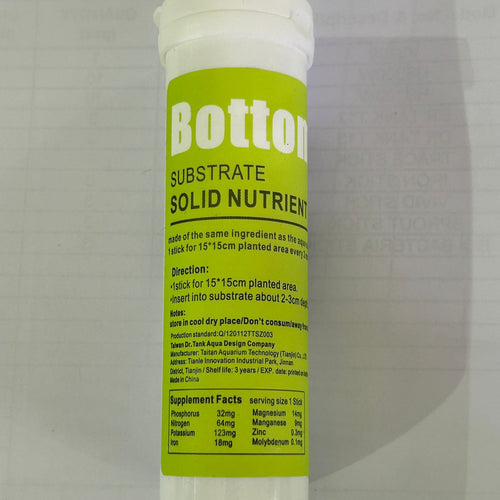 Botto
SUBSTRATE
SOLID NUTRIENT
made of the same ingredient as the
1 stick for 15*15cm planted area every
Direction:
•1stick for 15*15cm planted area.
•Insert into substrate about 2-3cm
Notes:
store in cool dry place/Don't consum/away
Production standard:Q/120112TTSZ003
Taiwan Dr.Tank Aqua Design Company
Manufacturer: Taitan Aquarium Technology (Tianjin) Co.,
Address: Tianle Innovation Industrial Park, Jinnan
District, Tianjin / Shelf life: 3 years / EXP. date: printed on
Made in China
Supplement Facts serving size 1 Stick
Phosphorus 32mg Magnesium 14mg
Nitrogen 64mg Manganese 9mg
Potassium 123mg Zinc 0.3mg
Iron 18mg Molybdenum 0.1mg